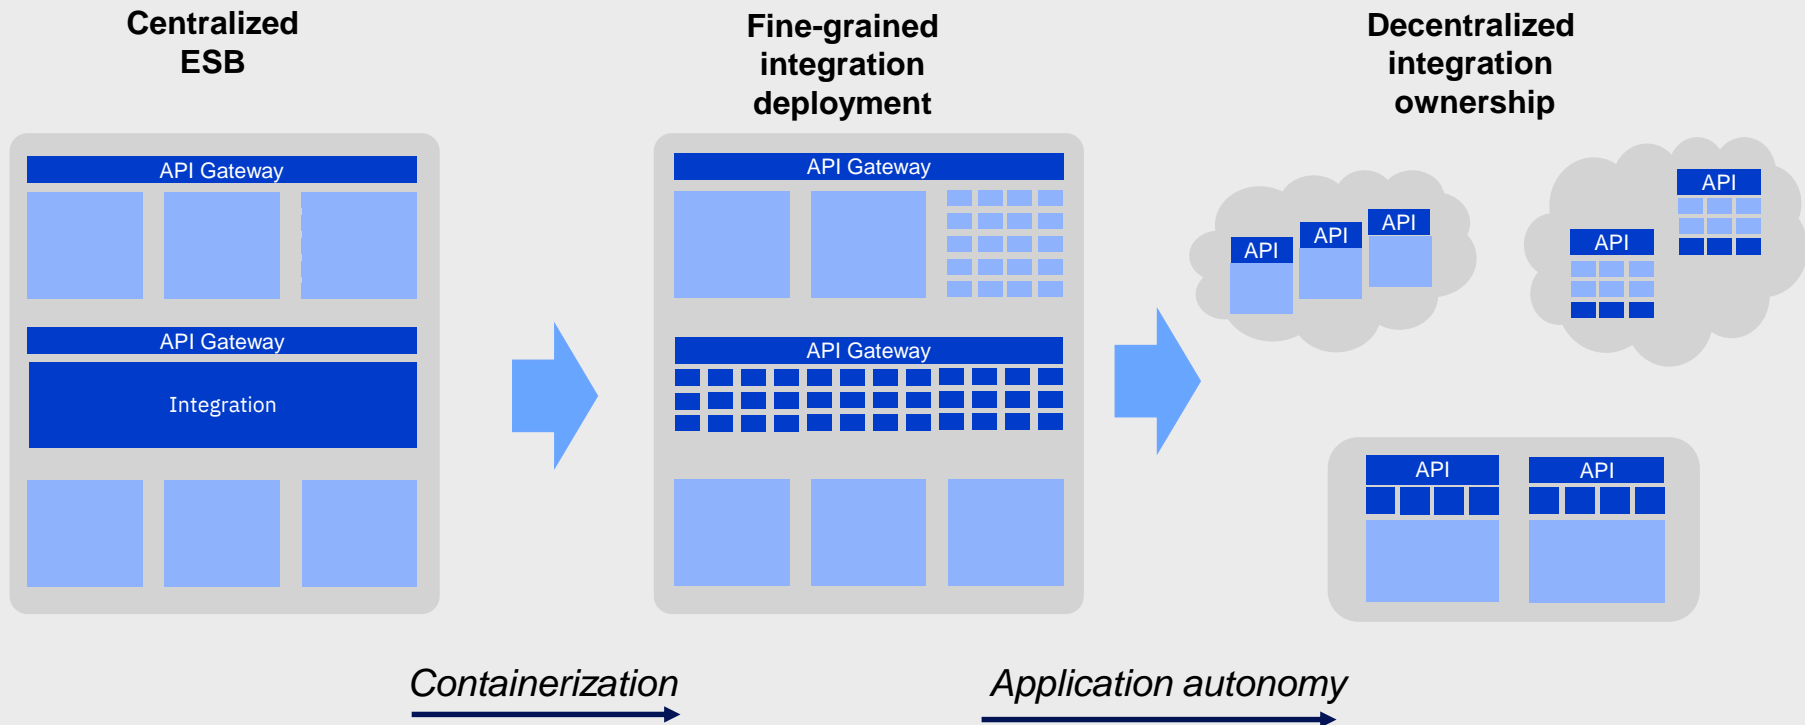 Centralized
ESB
API Gateway
API Gateway
Integration
Fine-grained
integration
deployment
API Gateway
API Gateway
Decentralized
integration
ownership
API
API
API
API
API
API
API
Containerization
Application autonomy